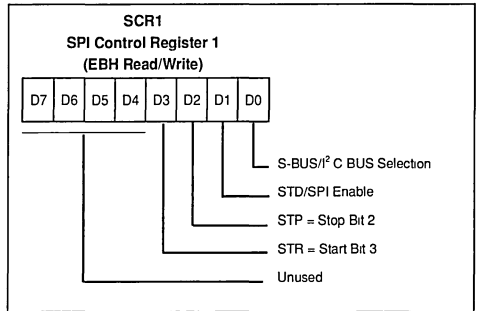 SCR1
SPI Control Register 1
(EBH Read/Write)
D7 D6 D5 D4 D3 D2 D1 D0
S-BUS/I² C BUS Selection
STD/SPI Enable
STP = Stop Bit 2
STR = Start Bit 3
Unused